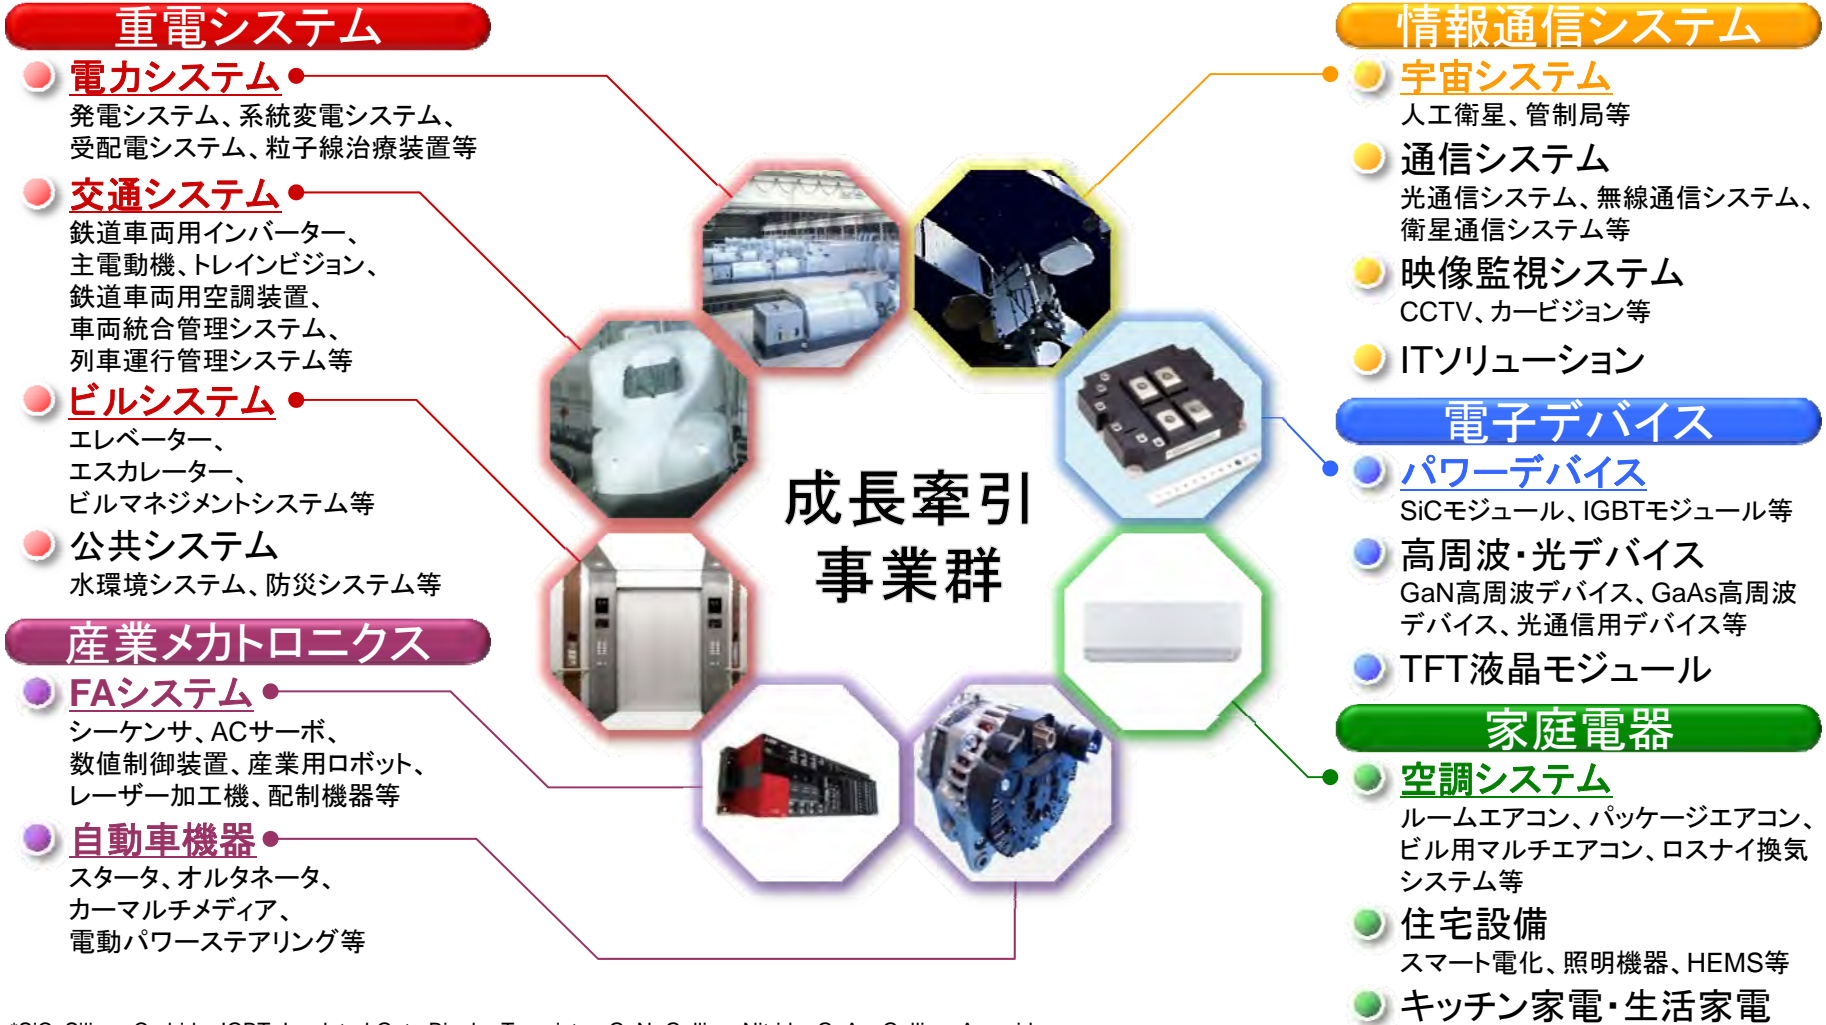 重電システム
電力システム
発電システム、系統変電システム、
受配電システム、粒子線治療装置等
交通システム
鉄道車両用インバーター、
主電動機、トレインビジョン、
鉄道車両用空調装置、
車両統合管理システム、
列車運行管理システム等
ビルシステム
エレベーター、
エスカレーター、
ビルマネジメントシステム等
公共システム
水環境システム、防災システム等
産業メカトロニクス
FAシステム
シーケンサ、ACサーボ、
数値制御装置、産業用ロボット、
レーザー加工機、配制機器等
自動車機器
スタータ、オルタネータ、
カーマルチメディア、
電動パワーステアリング等
成長牽引
事業群
情報通信システム
宇宙システム
人工衛星、管制局等
通信システム
光通信システム、無線通信システム、
衛星通信システム等
映像監視システム
CCTV、カービジョン等
ITソリューション
電子デバイス
パワーデバイス
SiCモジュール、IGBTモジュール等
高周波・光デバイス
GaN高周波デバイス、GaAs高周波
デバイス、光通信用デバイス等
TFT液晶モジュール
家庭電器
空調システム
ルームエアコン、パッケージエアコン、
ビル用マルチエアコン、ロスナイ換気
システム等
住宅設備
スマート電化、照明機器、HEMS等
キッチン家電・生活家電